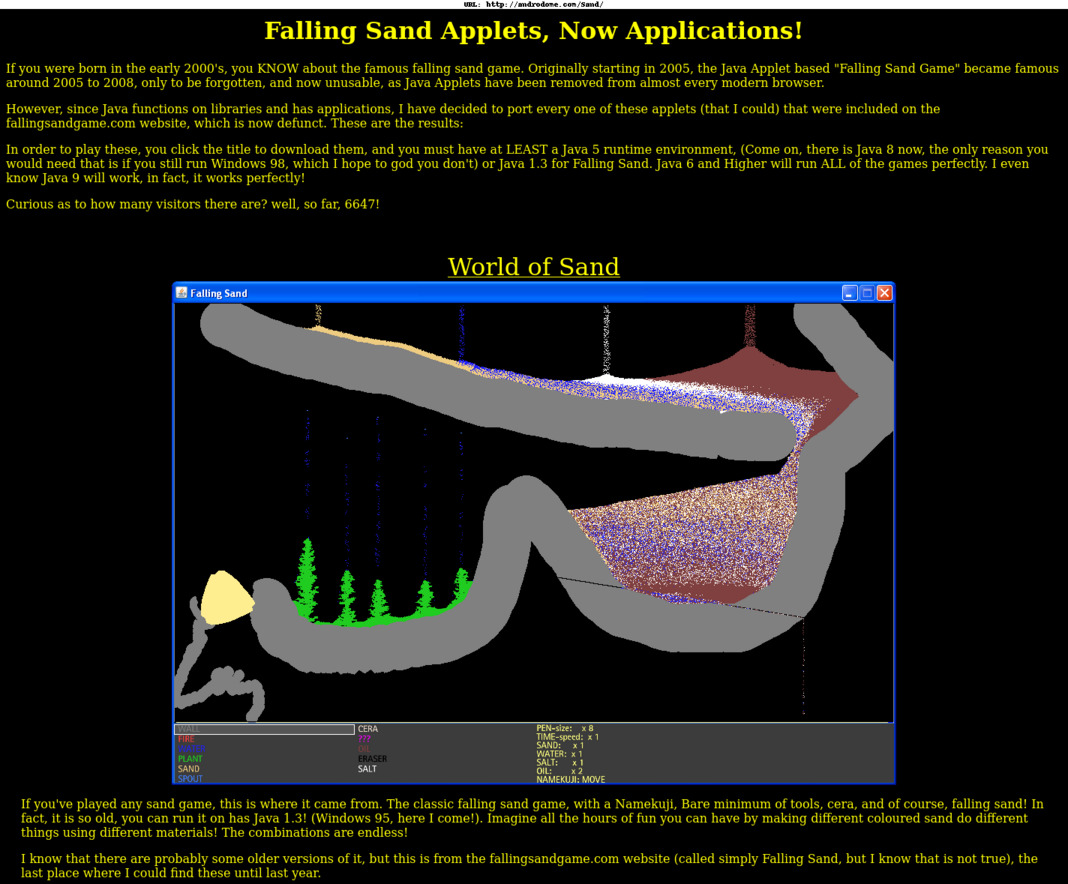 URL: http://androdome.com/Sand/
Falling Sand Applets, Now Applications!
If you were born in the early 2000's, you KNOW about the famous falling sand game. Originally starting in 2005, the Java Applet based "Falling Sand Game" became famous
around 2005 to 2008, only to be forgotten, and now unusable, as Java Applets have been removed from almost every modern browser.
However, since Java functions on libraries and has applications, I have decided to port every one of these applets (that I could) that were included on the
fallingsandgame.com website, which is now defunct. These are the results:
In order to play these, you click the title to download them, and you must have at LEAST a Java 5 runtime environment, (Come on, there is Java 8 now, the only reason you
would need that is if you still run Windows 98, which I hope to god you don't) or Java 1.3 for Falling Sand. Java 6 and Higher will run ALL of the games perfectly. I even
know Java 9 will work, in fact, it works perfectly!
Curious as to how many visitors there are? well, so far, 6647!
World of Sand
Falling Sand
WALL
FIRE
WATER
PLANT
SAND
SPOUT
CERA
???
OIL
ERASER
SALT
PEN-size: x 8
TIME-speed: x 1
SAND: x 1
WATER: x 1
SALT: x 1
OIL: x 2
NAMEKUJI: MOVE
If you've played any sand game, this is where it came from. The classic falling sand game, with a Namekuji, Bare minimum of tools, cera, and of course, falling sand! In
fact, it is so old, you can run it on has Java 1.3! (Windows 95, here I come!). Imagine all the hours of fun you can have by making different coloured sand do different
things using different materials! The combinations are endless!
I know that there are probably some older versions of it, but this is from the fallingsandgame.com website (called simply Falling Sand, but I know that is not true), the
last place where I could find these until last year.